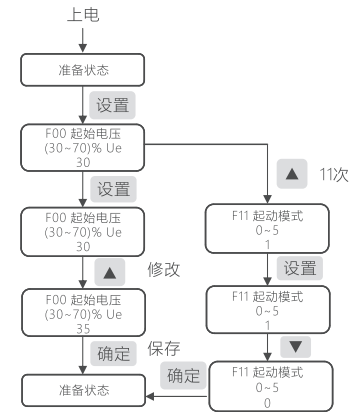 上电
准备状态
设置
F00 起始电压
(30~70)% Ue
30
设置
F00 起始电压
(30~70)% Ue
30
▲ 修改
F00 起始电压
(30~70)% Ue
35
确定 保存
准备状态
▲ 11次
F11 起动模式
0~5
1
设置
F11 起动模式
0~5
1
▼
F11 起动模式
0~5
0
确定